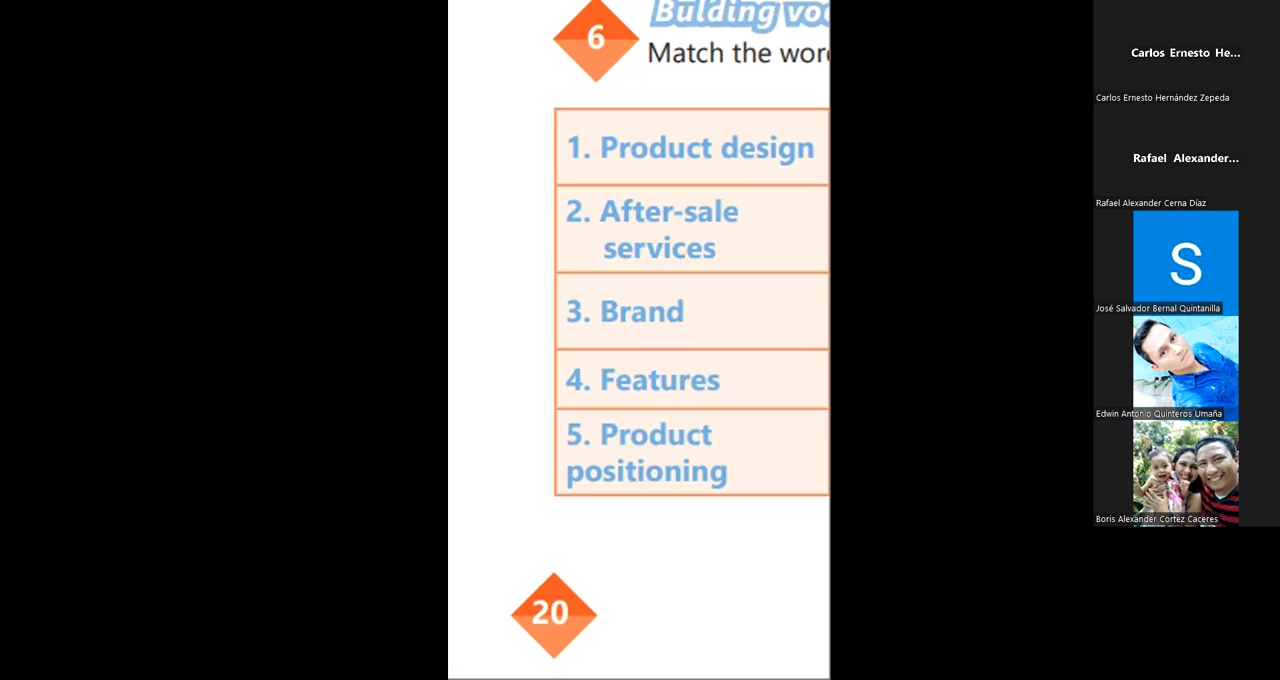 6
Bulding vo
Match the wor
1. Product design
2. After-sale
services
3. Brand
4. Features
5. Product
positioning
20
Carlos Ernesto He...
Carlos Ernesto Hernández Zepeda
Rafael Alexander...
Rafael Alexander Cerna Díaz
S
José Salvador Bernal Quintanilla
Edwin Antonio Quinteros Umaña
Boris Alexander Cortez Caceres